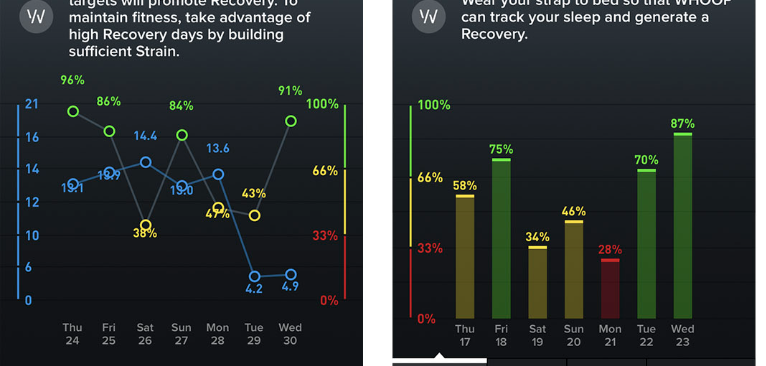 targets will promote Recovery. To
maintain fitness, take advantage of
high Recovery days by building
sufficient Strain.
96%
86%
84%
91%
100%
21
16
14
12
10
6
0
14.4
13.6
13.1
13.9
13.0
66%
43%
47%
38%
33%
4.2
4.9
0%
Thu
24
Fri
25
Sat
26
Sun
27
Mon
28
Tue
29
Wed
30
Wear your strap to bed so that WHOOP
can track your sleep and generate a
Recovery.
100%
87%
75%
70%
66%
58%
46%
34%
33%
28%
0%
Thu
17
Fri
18
Sat
19
Sun
20
Mon
21
Tue
22
Wed
23